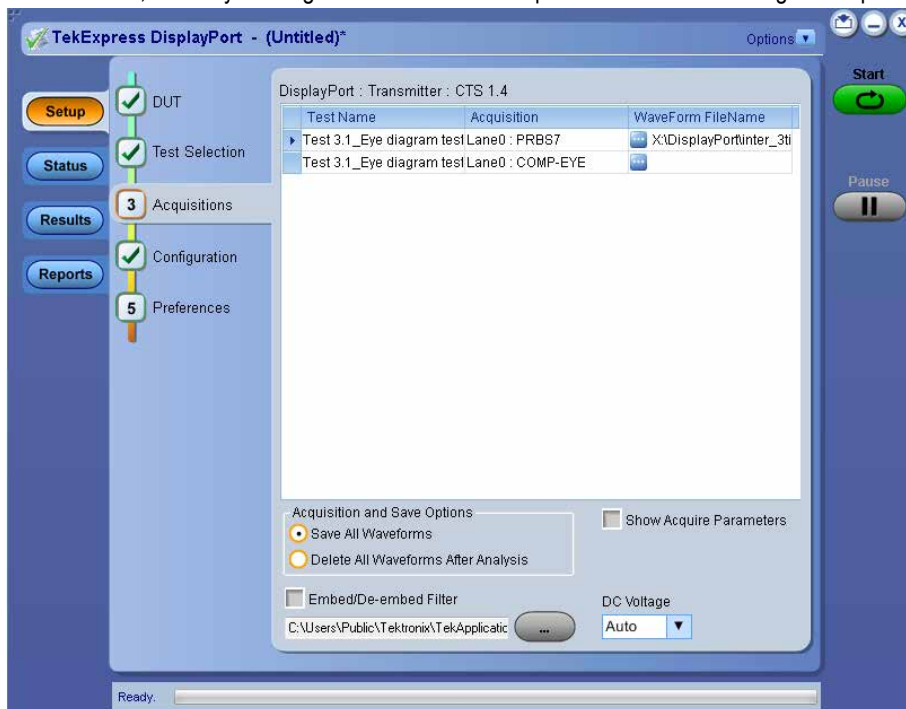 TekExpress DisplayPort - (Untitled)*
Options
Start
Pause
Setup
Status
Results
Reports
DUT
Test Selection
3 Acquisitions
Configuration
5 Preferences
DisplayPort : Transmitter : CTS 1.4
Test Name Acquisition WaveForm FileName
Test 3.1_Eye diagram test Lane0 : PRBS7 ... X:\DisplayPort\inter_3ti
Test 3.1_Eye diagram test Lane0 : COMP-EYE ...
Acquisition and Save Options
Save All Waveforms
Delete All Waveforms After Analysis
Show Acquire Parameters
Embed/De-embed Filter
C:\Users\Public\Tektronix\TekApplicatic ...
DC Voltage
Auto
Ready.